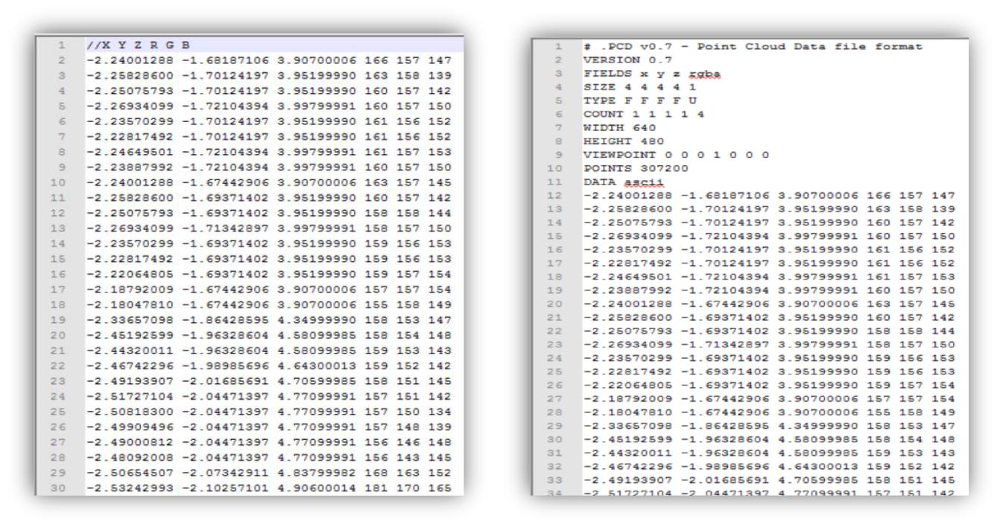 1 //X Y Z R G B
2 -2.24001288 -1.68187106 3.90700006 166 157 147
3 -2.25828600 -1.70124197 3.95199990 163 158 139
4 -2.25075793 -1.70124197 3.95199990 160 157 142
5 -2.26934099 -1.72104394 3.99799991 160 157 150
6 -2.23570299 -1.70124197 3.95199990 161 156 152
7 -2.22817492 -1.70124197 3.95199990 161 156 152
8 -2.24649501 -1.72104394 3.99799991 161 157 153
9 -2.23887992 -1.72104394 3.99799991 160 157 150
10 -2.24001288 -1.67442906 3.90700006 163 157 145
11 -2.25828600 -1.69371402 3.95199990 160 157 142
12 -2.25075793 -1.69371402 3.95199990 158 158 144
13 -2.26934099 -1.71342897 3.99799991 158 157 150
14 -2.23570299 -1.69371402 3.95199990 159 156 153
15 -2.22817492 -1.69371402 3.95199990 159 156 153
16 -2.22064805 -1.69371402 3.95199990 159 157 154
17 -2.18792009 -1.67442906 3.90700006 157 157 154
18 -2.18047810 -1.67442906 3.90700006 155 158 149
19 -2.33657098 -1.86428595 4.34999990 158 153 147
20 -2.45192599 -1.96328604 4.58099985 158 154 148
21 -2.44320011 -1.96328604 4.58099985 159 153 143
22 -2.46742296 -1.98985696 4.64300013 159 152 142
23 -2.49193907 -2.01685691 4.70599985 158 151 145
24 -2.51727104 -2.04471397 4.77099991 157 151 142
25 -2.50818300 -2.04471397 4.77099991 157 150 134
26 -2.49909496 -2.04471397 4.77099991 157 148 139
27 -2.49000812 -2.04471397 4.77099991 156 146 148
28 -2.48092008 -2.04471397 4.77099991 156 143 145
29 -2.50654507 -2.07342911 4.83799982 168 163 152
30 -2.53242993 -2.10257101 4.90600014 181 170 165
1 # .PCD v0.7 - Point Cloud Data file format
2 VERSION 0.7
3 FIELDS x y z rgba
4 SIZE 4 4 4 4 1
5 TYPE F F F F U
6 COUNT 1 1 1 1 4
7 WIDTH 640
8 HEIGHT 480
9 VIEWPOINT 0 0 0 1 0 0 0
10 POINTS 307200
11 DATA ascii
12 -2.24001288 -1.68187106 3.90700006 166 157 147
13 -2.25828600 -1.70124197 3.95199990 163 158 139
14 -2.25075793 -1.70124197 3.95199990 160 157 142
15 -2.26934099 -1.72104394 3.99799991 160 157 150
16 -2.23570299 -1.70124197 3.95199990 161 156 152
17 -2.22817492 -1.70124197 3.95199990 161 156 152
18 -2.24649501 -1.72104394 3.99799991 161 157 153
19 -2.23887992 -1.72104394 3.99799991 160 157 150
20 -2.24001288 -1.67442906 3.90700006 163 157 145
21 -2.25828600 -1.69371402 3.95199990 160 157 142
22 -2.25075793 -1.69371402 3.95199990 158 158 144
23 -2.26934099 -1.71342897 3.99799991 158 157 150
24 -2.23570299 -1.69371402 3.95199990 159 156 153
25 -2.22817492 -1.69371402 3.95199990 159 156 153
26 -2.22064805 -1.69371402 3.95199990 159 157 154
27 -2.18792009 -1.67442906 3.90700006 157 157 154
28 -2.18047810 -1.67442906 3.90700006 155 158 149
29 -2.33657098 -1.86428595 4.34999990 158 153 147
30 -2.45192599 -1.96328604 4.58099985 158 154 148
31 -2.44320011 -1.96328604 4.58099985 159 153 143
32 -2.46742296 -1.98985696 4.64300013 159 152 142
33 -2.49193907 -2.01685691 4.70599985 158 151 145
34 -2.51727104 -2.04471397 4.77099991 157 151 142